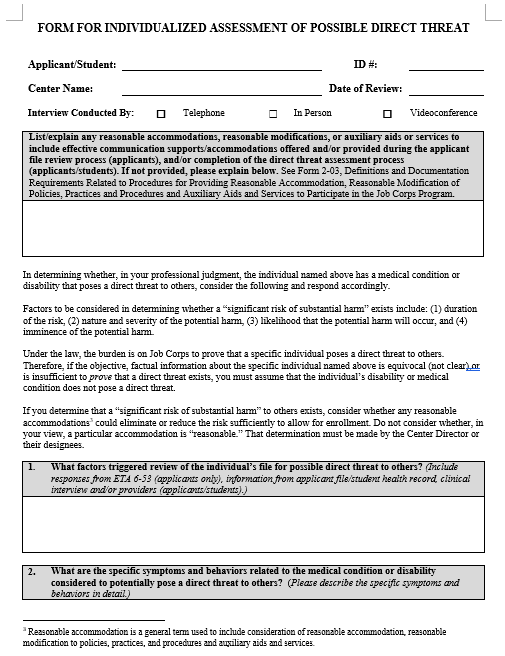 FORM FOR INDIVIDUALIZED ASSESSMENT OF POSSIBLE DIRECT THREAT
Applicant/Student: ID #:
Center Name: Date of Review:
Interview Conducted By: ☐ Telephone ☐ In Person ☐ Videoconference
List/explain any reasonable accommodations, reasonable modifications, or auxiliary aids or services to
include effective communication supports/accommodations offered and/or provided during the applicant
file review process (applicants), and/or completion of the direct threat assessment process
(applicants/students). If not provided, please explain below. See Form 2-03, Definitions and Documentation
Requirements Related to Procedures for Providing Reasonable Accommodation, Reasonable Modification of
Policies, Practices and Procedures and Auxiliary Aids and Services to Participate in the Job Corps Program.
In determining whether, in your professional judgment, the individual named above has a medical condition or
disability that poses a direct threat to others, consider the following and respond accordingly.
Factors to be considered in determining whether a “significant risk of substantial harm” exists include: (1) duration
of the risk, (2) nature and severity of the potential harm, (3) likelihood that the potential harm will occur, and (4)
imminence of the potential harm.
Under the law, the burden is on Job Corps to prove that a specific individual poses a direct threat to others.
Therefore, if the objective, factual information about the specific individual named above is equivocal (not clear),or
is insufficient to prove that a direct threat exists, you must assume that the individual’s disability or medical
condition does not pose a direct threat.
If you determine that a “significant risk of substantial harm” to others exists, consider whether any reasonable
accommodations³ could eliminate or reduce the risk sufficiently to allow for enrollment. Do not consider whether, in
your view, a particular accommodation is “reasonable.” That determination must be made by the Center Director or
their designees.
1. What factors triggered review of the individual’s file for possible direct threat to others? (Include
responses from ETA 6-53 (applicants only), information from applicant file/student health record, clinical
interview and/or providers (applicants/students).)
2. What are the specific symptoms and behaviors related to the medical condition or disability
considered to potentially pose a direct threat to others? (Please describe the specific symptoms and
behaviors in detail.)
³ Reasonable accommodation is a general term used to include consideration of reasonable accommodation, reasonable
modification to policies, practices, and procedures and auxiliary aids and services.